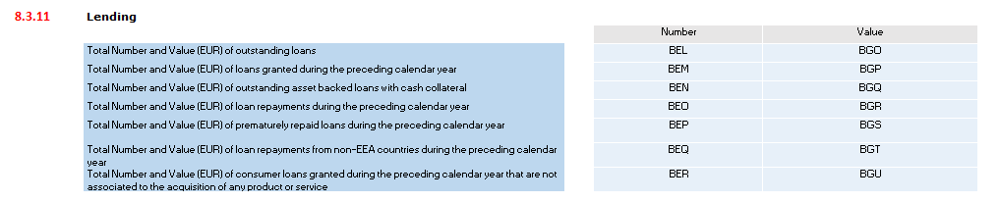 8.3.11 Lending
Number Value
Total Number and Value (EUR) of outstanding loans BEL BGO
Total Number and Value (EUR) of loans granted during the preceding calendar year BEM BGP
Total Number and Value (EUR) of outstanding asset backed loans with cash collateral BEN BGQ
Total Number and Value (EUR) of loan repayments during the preceding calendar year BEO BGR
Total Number and Value (EUR) of prematurely repaid loans during the preceding calendar year BEP BGS
Total Number and Value (EUR) of loan repayments from non-EEA countries during the preceding calendar BEQ BGT
year
Total Number and Value (EUR) of consumer loans granted during the preceding calendar year that are not BER BGU
associated to the acquisition of any product or service